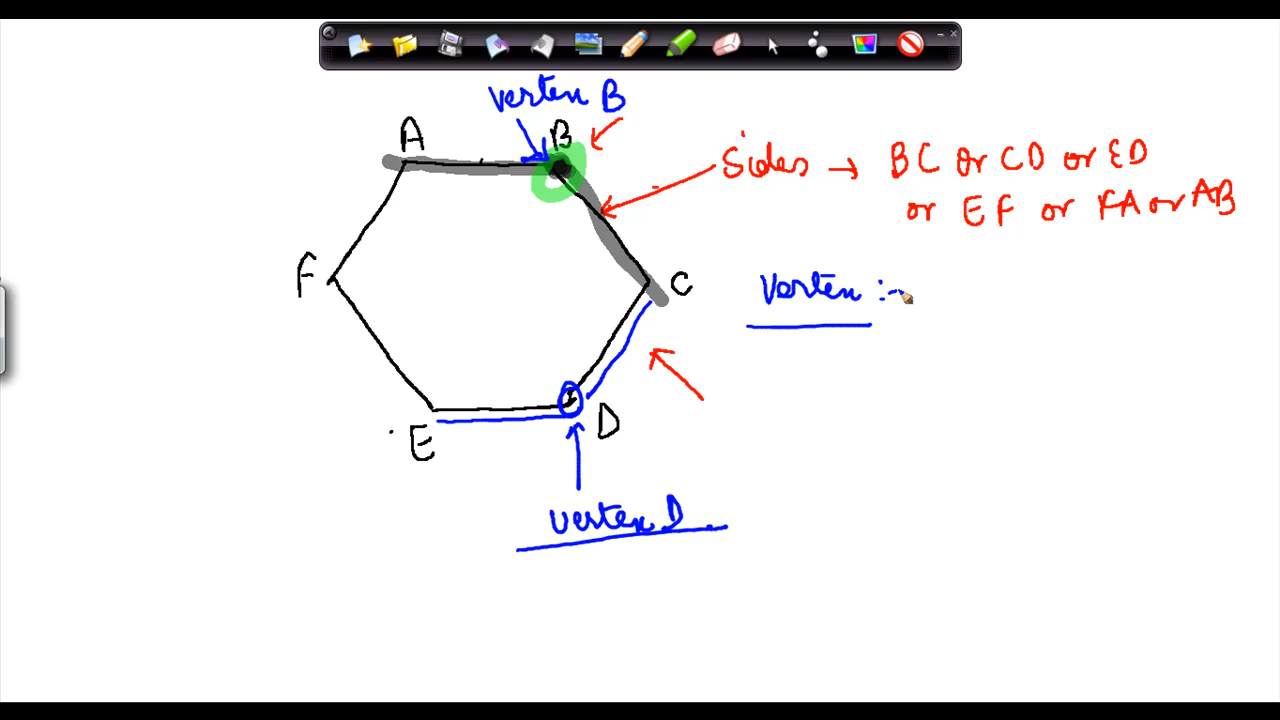 vertex B
A
B
Sides → BC or CD or ED
or EF or FA or AB
F
C
Vertex :-
E
D
vertex D